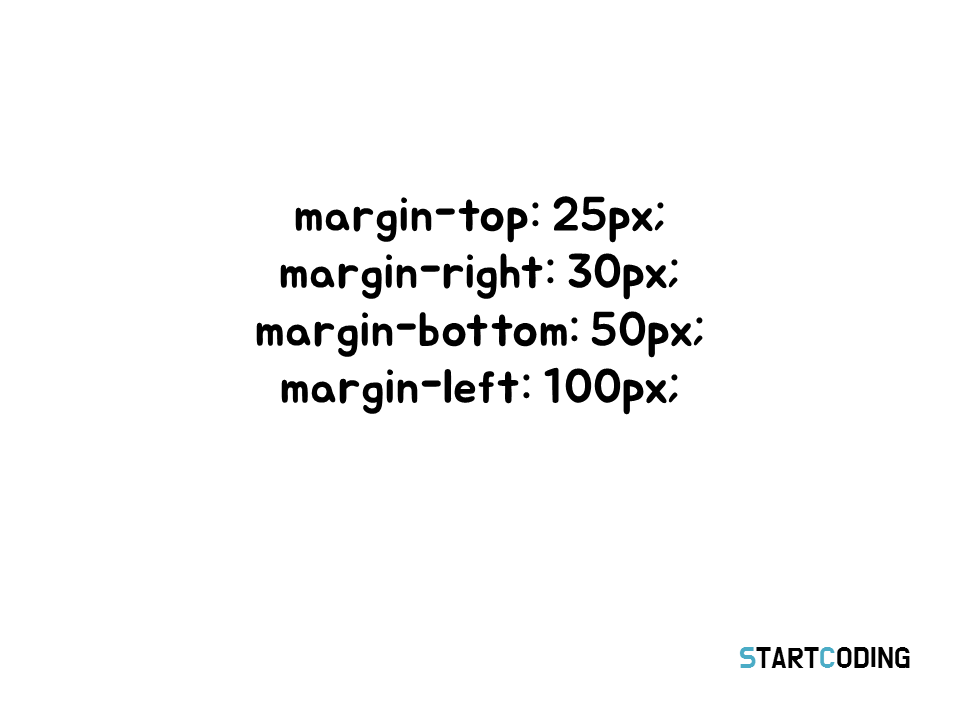 margin-top: 25px;
margin-right: 30px;
margin-bottom: 50px;
margin-left: 100px;
STARTCODING